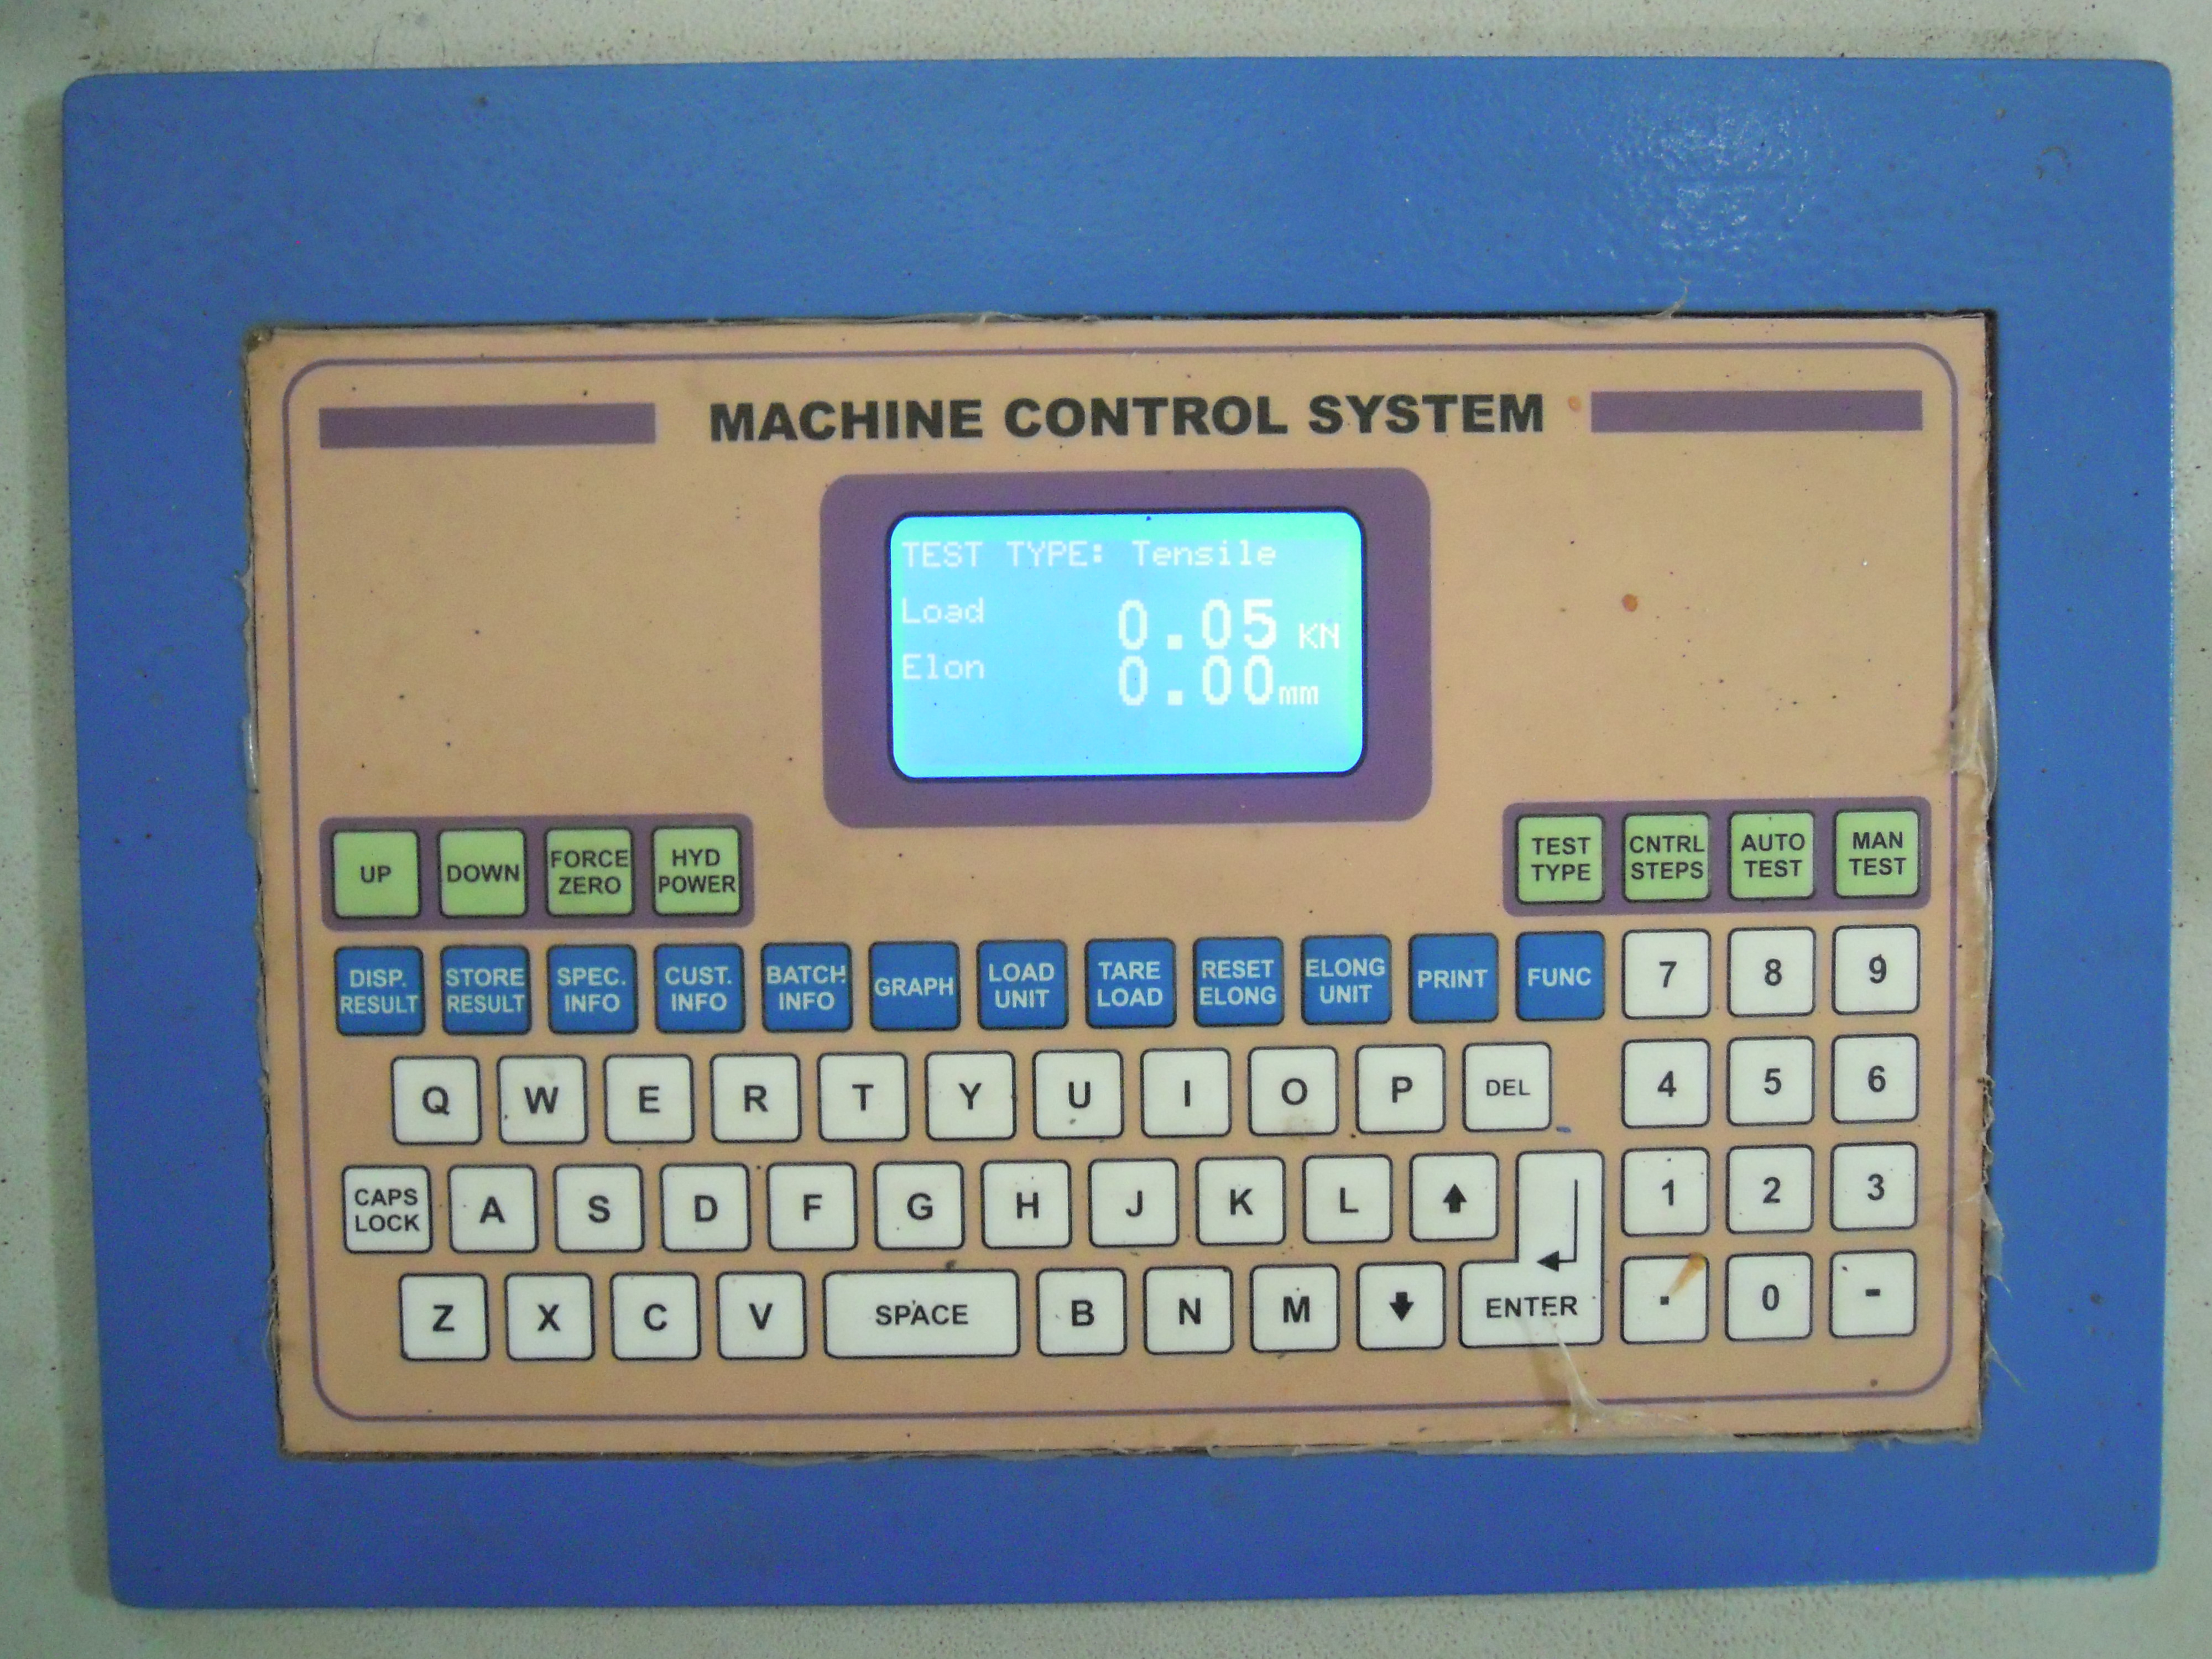 MACHINE CONTROL SYSTEM
TEST TYPE: Tensile
Load 0.05 KN
Elon 0.00mm
UP DOWN FORCE ZERO HYD POWER TEST TYPE CNTRL STEPS AUTO TEST MAN TEST
DISP. RESULT STORE RESULT SPEC. INFO CUST. INFO BATCH INFO GRAPH LOAD UNIT TARE LOAD RESET ELONG ELONG UNIT PRINT FUNC 7 8 9
Q W E R T Y U I O P DEL 4 5 6
CAPS LOCK A S D F G H J K L 1 2 3
Z X C V SPACE B N M ENTER . 0 -